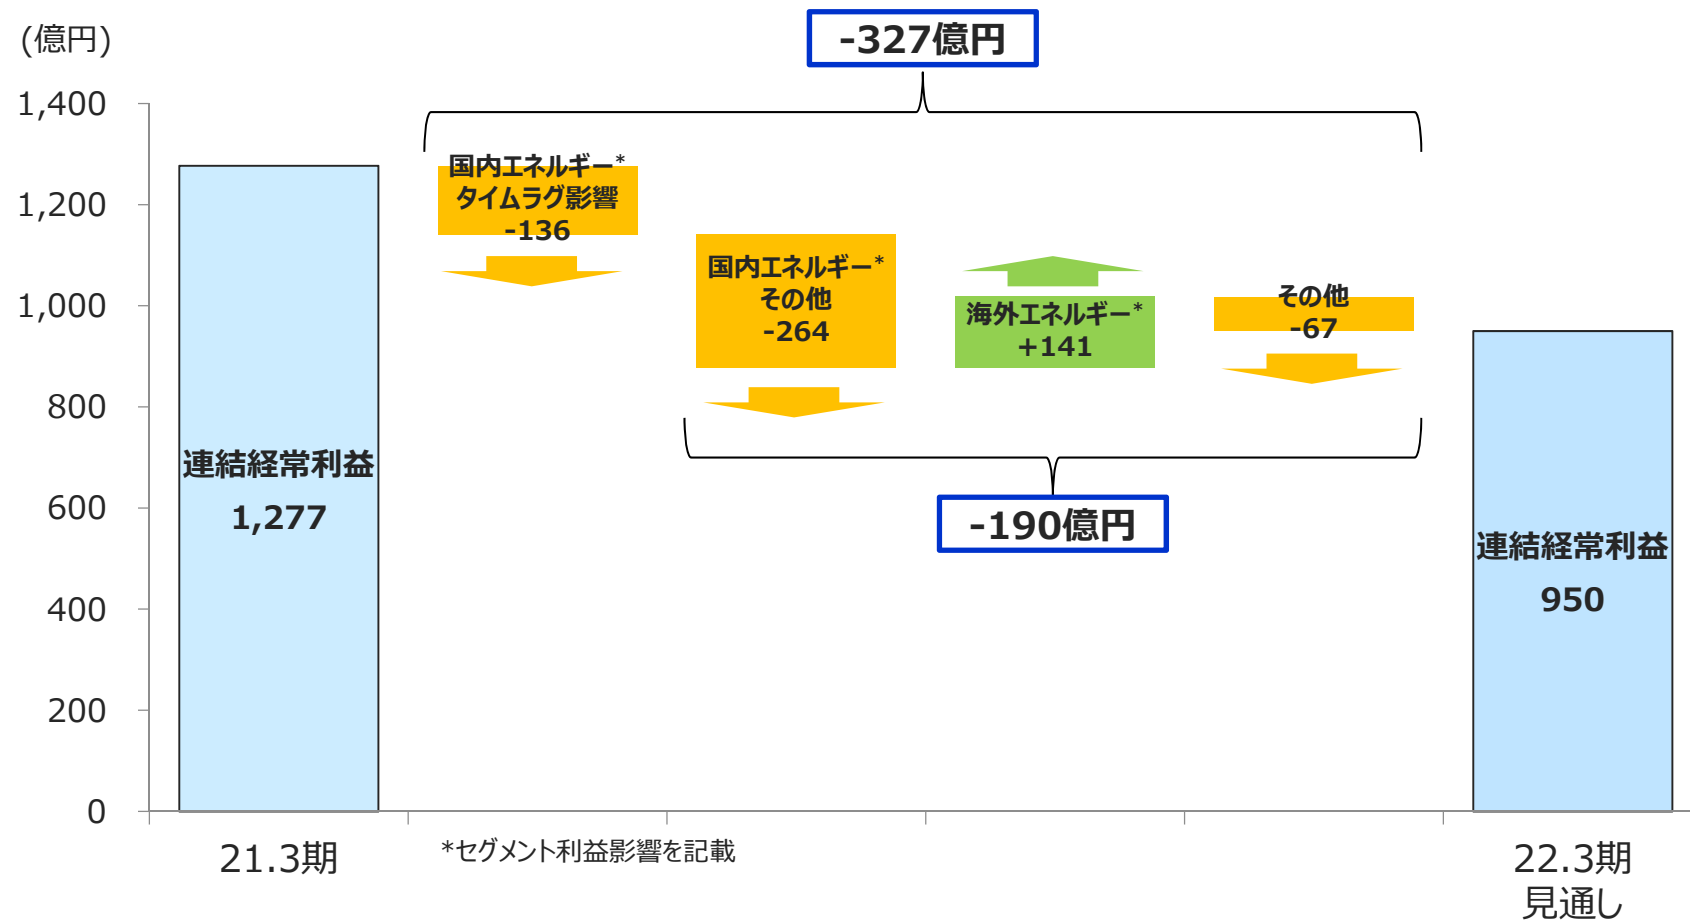 (億円)
-327億円
1,400
1,200
1,000
800
600
400
200
0
連結経常利益
1,277
国内エネルギー*
タイムラグ影響
-136
国内エネルギー*
その他
-264
海外エネルギー*
+141
その他
-67
-190億円
連結経常利益
950
21.3期
*セグメント利益影響を記載
22.3期
見通し